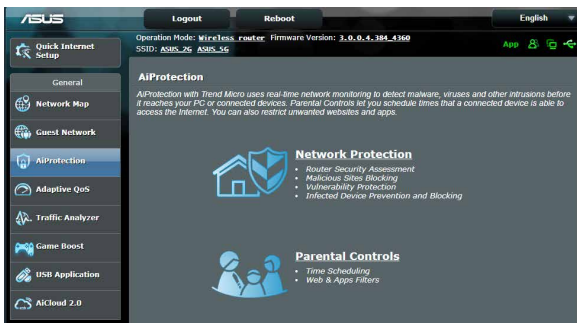 ASUS
Logout
Reboot
English
Operation Mode: Wireless router Firmware Version: 3.0.0.4.384_4360
SSID: ASUS_2G ASUS_5G
App
Quick Internet
Setup
General
Network Map
Guest Network
AiProtection
Adaptive QoS
Traffic Analyzer
Game Boost
USB Application
AiCloud 2.0
AiProtection
AiProtection with Trend Micro uses real-time network monitoring to detect malware, viruses and other intrusions before
it reaches your PC or connected devices. Parental Controls let you schedule times that a connected device is able to
access the Internet. You can also restrict unwanted websites and apps.
Network Protection
• Router Security Assessment
• Malicious Sites Blocking
• Vulnerability Protection
• Infected Device Prevention and Blocking
Parental Controls
• Time Scheduling
• Web & Apps Filters